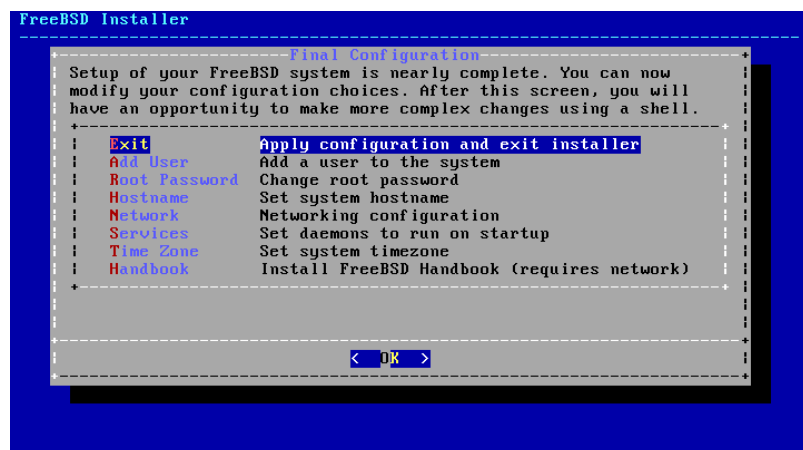 FreeBSD Installer
Final Configuration
Setup of your FreeBSD system is nearly complete. You can now
modify your configuration choices. After this screen, you will
have an opportunity to make more complex changes using a shell.
Exit Apply configuration and exit installer
Add User Add a user to the system
Root Password Change root password
Hostname Set system hostname
Network Networking configuration
Services Set daemons to run on startup
Time Zone Set system timezone
Handbook Install FreeBSD Handbook (requires network)
< OK >